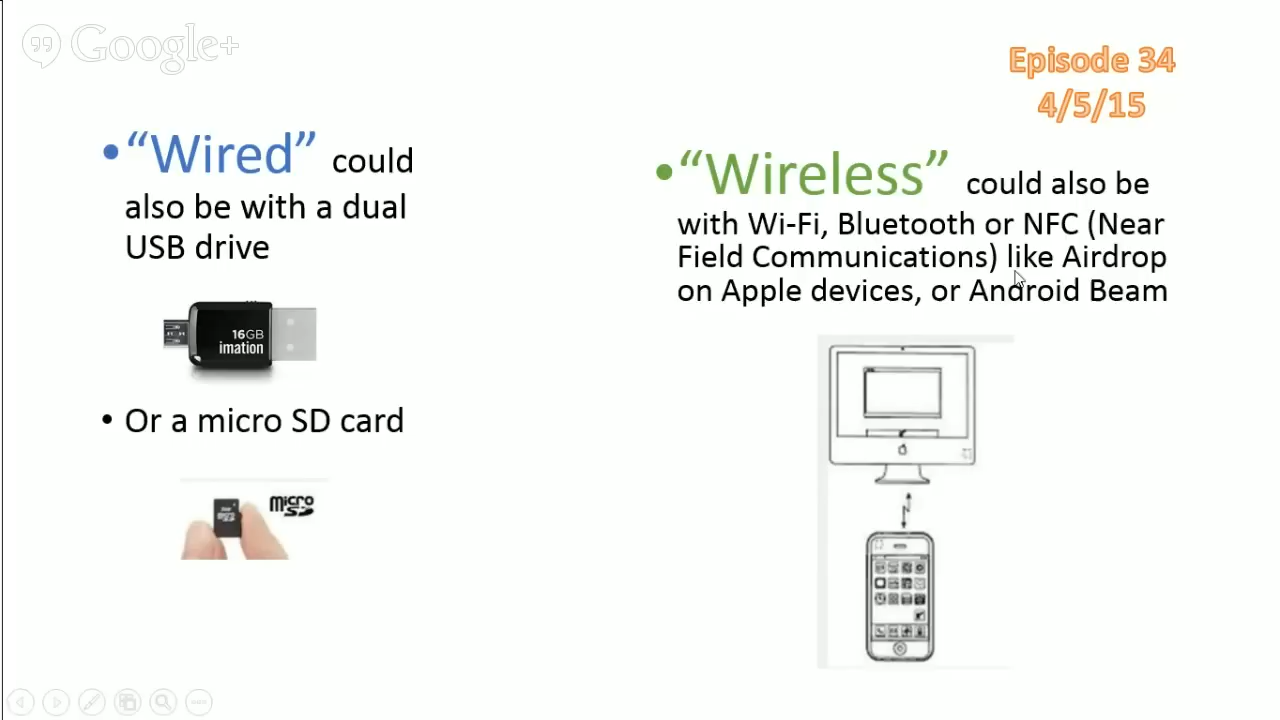 Google+
Episode 34
4/5/15
•“Wired” could
also be with a dual
USB drive
16GB
imation
• Or a micro SD card
micro
SD
•“Wireless” could also be
with Wi-Fi, Bluetooth or NFC (Near
Field Communications) like Airdrop
on Apple devices, or Android Beam